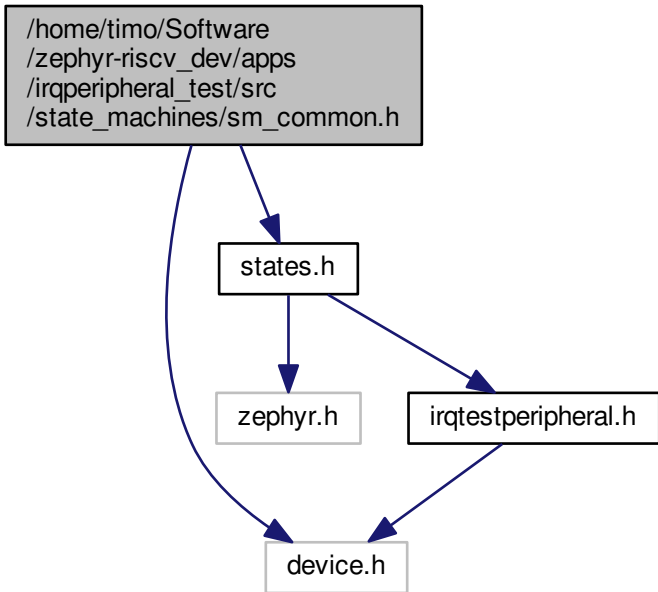 /home/timo/Software
/zephyr-riscv_dev/apps
/irqperipheral_test/src
/state_machines/sm_common.h
states.h
zephyr.h
irqtestperipheral.h
device.h